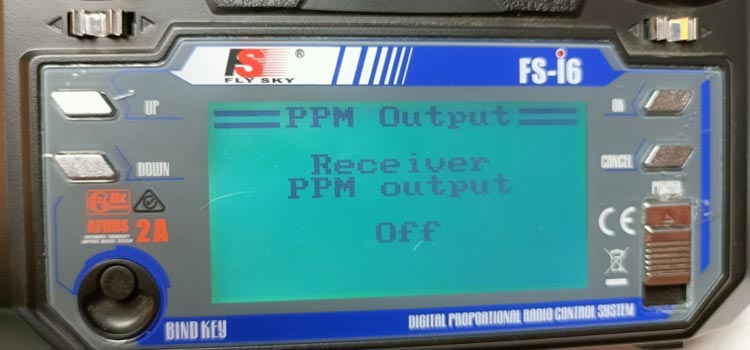 FS®
FLY SKY
FS-i6
UP
OK
PPM Output
Receiver
PPM output
DOWN
CANCEL
POWER
Off
AFHDS 2A
CE
BIND KEY
DIGITAL PROPORTIONAL RADIO CONTROL SYSTEM